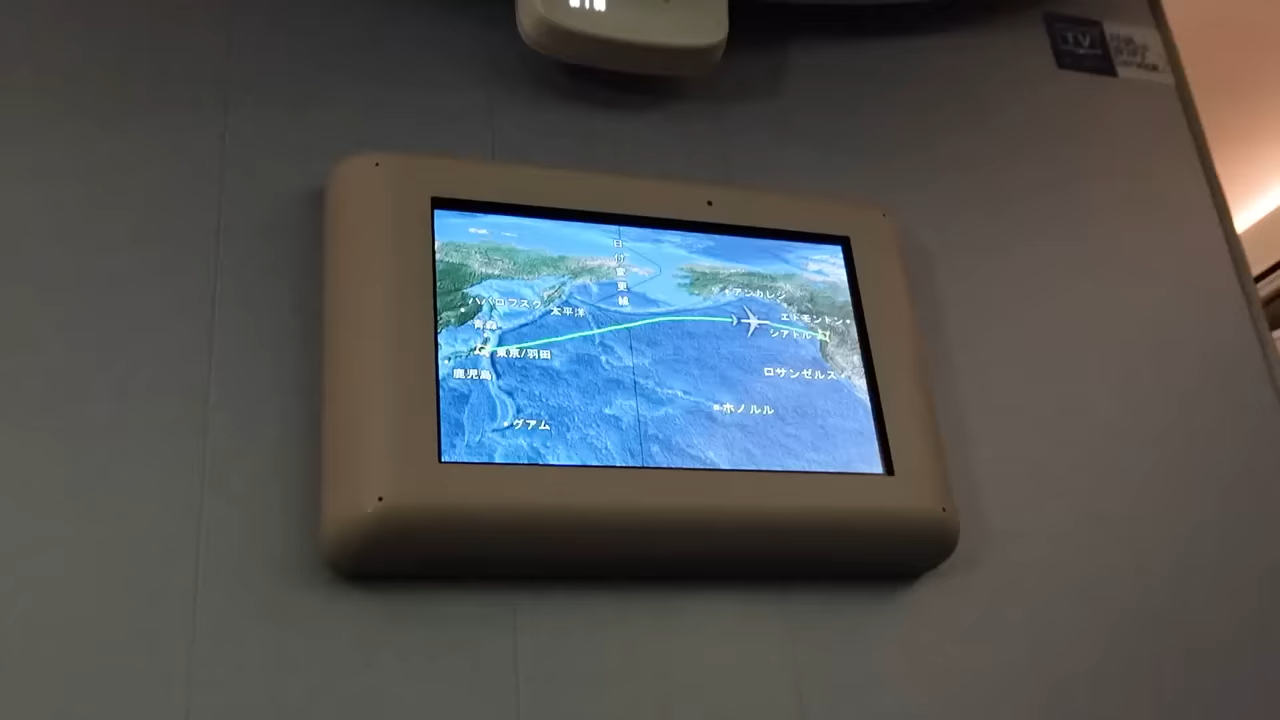 TV
日付変更線
アンカレジ
ハバロフスク
太平洋
エドモントン
青森
シアトル
東京/羽田
鹿児島
ロサンゼルス
ホノルル
グアム